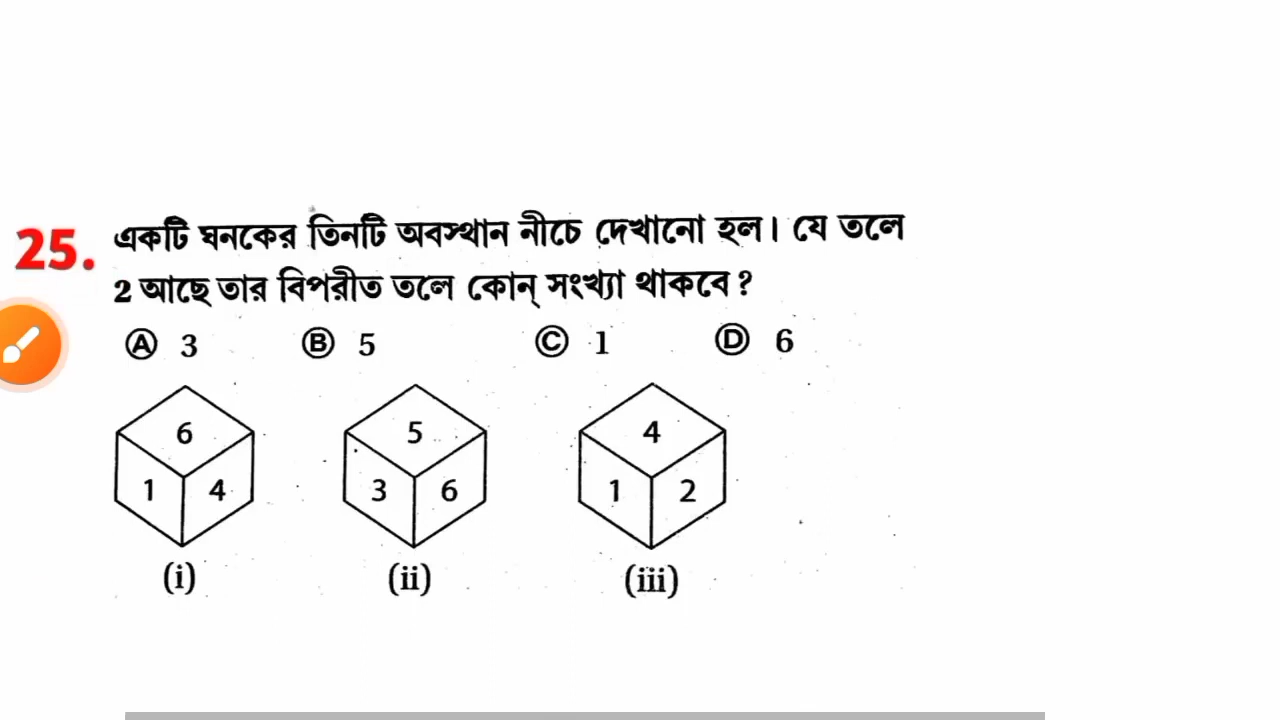 25. একটি ঘনকের তিনটি অবস্থান নীচে দেখানো হল। যে তলে
2 আছে তার বিপরীত তলে কোন্ সংখ্যা থাকবে ?
Ⓐ 3 Ⓑ 5 Ⓒ 1 Ⓓ 6
6 5 4
1 4 3 6 1 2
(i) (ii) (iii)